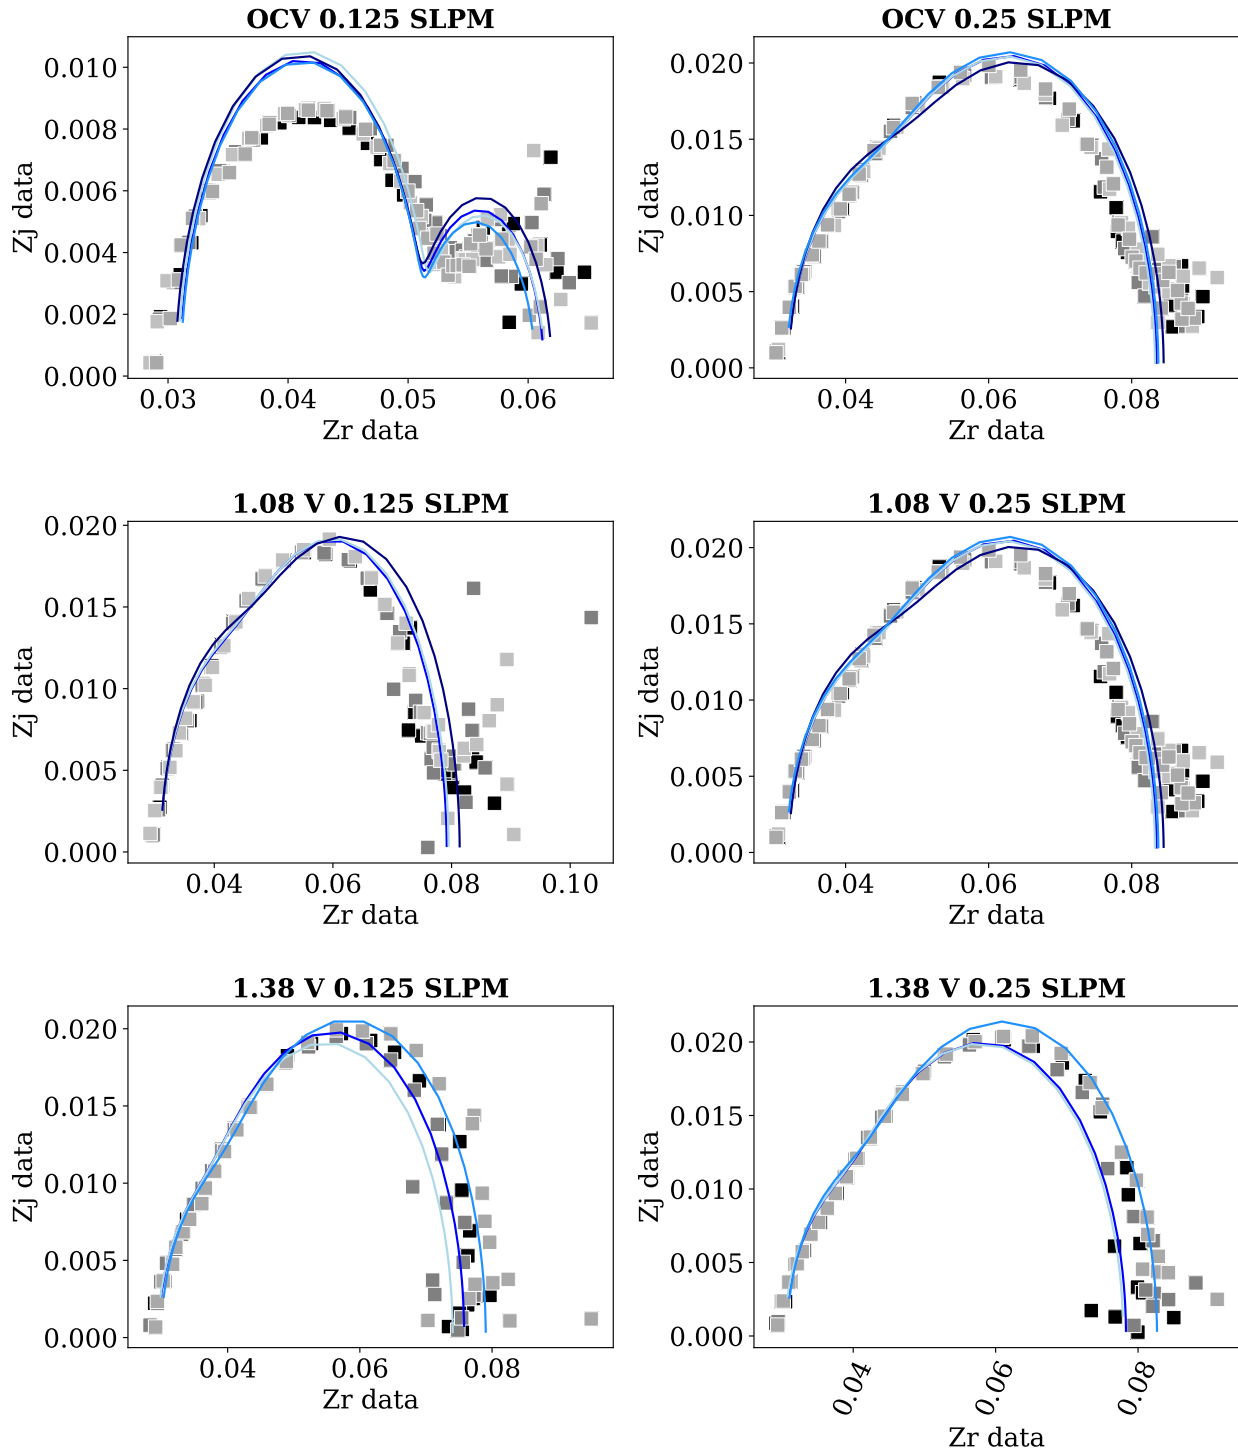 OCV 0.125 SLPM
Zj data
0.010
0.008
0.006
0.004
0.002
0.000
0.03 0.04 0.05 0.06
Zr data
OCV 0.25 SLPM
Zj data
0.020
0.015
0.010
0.005
0.000
0.04 0.06 0.08
Zr data
1.08 V 0.125 SLPM
Zj data
0.020
0.015
0.010
0.005
0.000
0.04 0.06 0.08 0.10
Zr data
1.08 V 0.25 SLPM
Zj data
0.020
0.015
0.010
0.005
0.000
0.04 0.06 0.08
Zr data
1.38 V 0.125 SLPM
Zj data
0.020
0.015
0.010
0.005
0.000
0.04 0.06 0.08
Zr data
1.38 V 0.25 SLPM
Zj data
0.020
0.015
0.010
0.005
0.000
0.04 0.06 0.08
Zr data